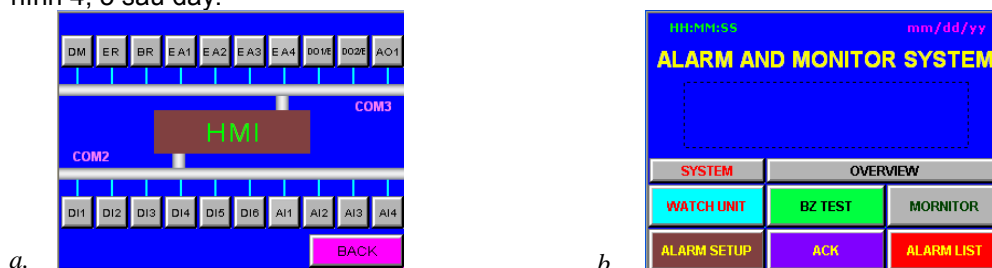 hình 4, 5 sau đây.
DM ER BR EA1 EA2 EA3 EA4 DO1/E DO2/E AO1
COM3
HMI
COM2
DI1 DI2 DI3 DI4 DI5 DI6 AI1 AI2 AI3 AI4
BACK
a.
HH:MM:SS mm/dd/yy
ALARM AND MONITOR SYSTEM
SYSTEM OVERVIEW
WATCH UNIT BZ TEST MORNITOR
ALARM SETUP ACK ALARM LIST
b